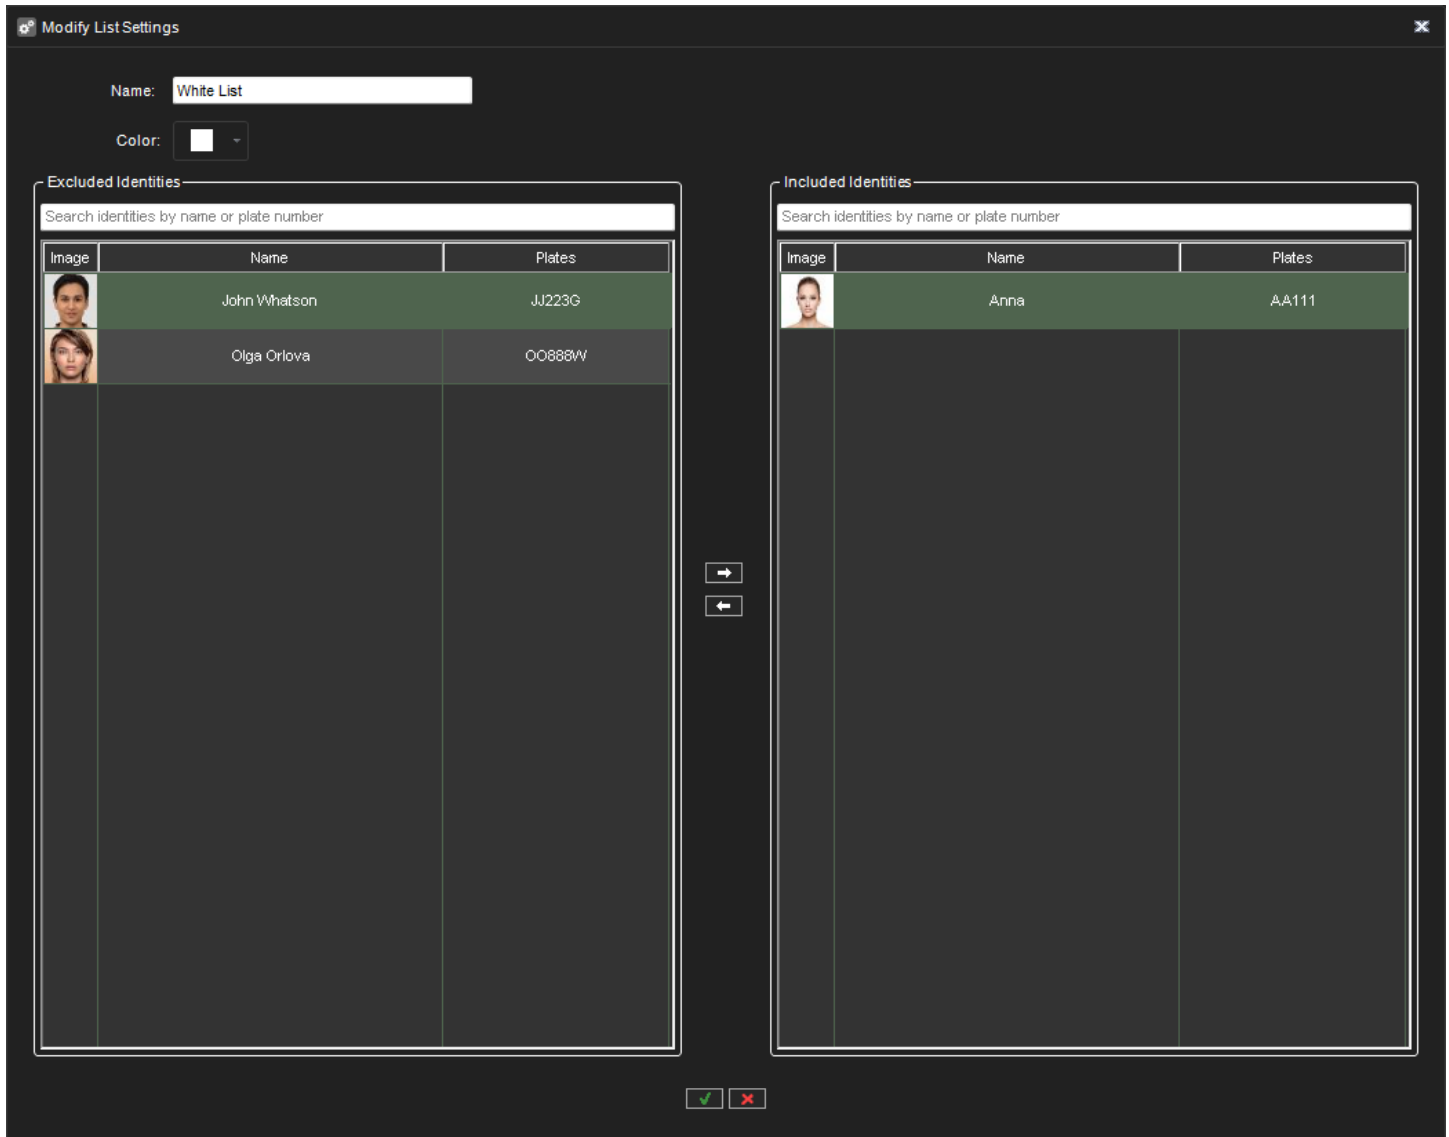 Modify List Settings
Name: White List
Color:
Excluded Identities
Search identities by name or plate number
Image Name Plates
John Whatson JJ223G
Olga Orlova OO888W
Included Identities
Search identities by name or plate number
Image Name Plates
Anna AA111